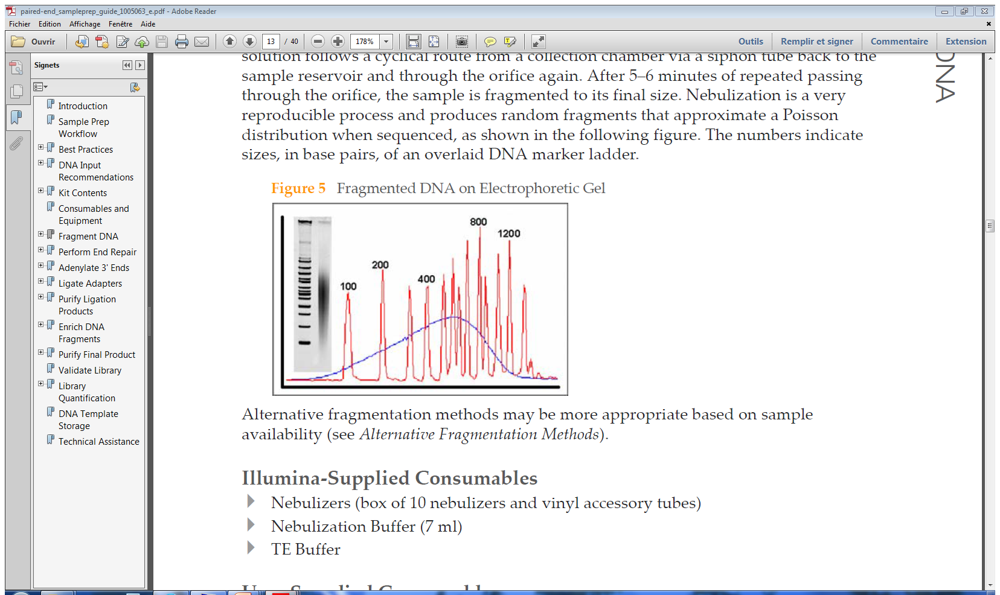 paired-end_sampleprep_guide_1005063_e.pdf - Adobe Reader
Fichier Edition Affichage Fenêtre Aide
Ouvrir 13 / 40 178% Outils Remplir et signer Commentaire Extension
Signets
Introduction
Sample Prep
Workflow
Best Practices
DNA Input
Recommendations
Kit Contents
Consumables and
Equipment
Fragment DNA
Perform End Repair
Adenylate 3' Ends
Ligate Adapters
Purify Ligation
Products
Enrich DNA
Fragments
Purify Final Product
Validate Library
Library
Quantification
DNA Template
Storage
Technical Assistance
solution follows a cyclical route from a collection chamber via a siphon tube back to the
sample reservoir and through the orifice again. After 5–6 minutes of repeated passing
through the orifice, the sample is fragmented to its final size. Nebulization is a very
reproducible process and produces random fragments that approximate a Poisson
distribution when sequenced, as shown in the following figure. The numbers indicate
sizes, in base pairs, of an overlaid DNA marker ladder.
Figure 5 Fragmented DNA on Electrophoretic Gel
100
200
400
800
1200
Alternative fragmentation methods may be more appropriate based on sample
availability (see Alternative Fragmentation Methods).
Illumina-Supplied Consumables
Nebulizers (box of 10 nebulizers and vinyl accessory tubes)
Nebulization Buffer (7 ml)
TE Buffer
DNA